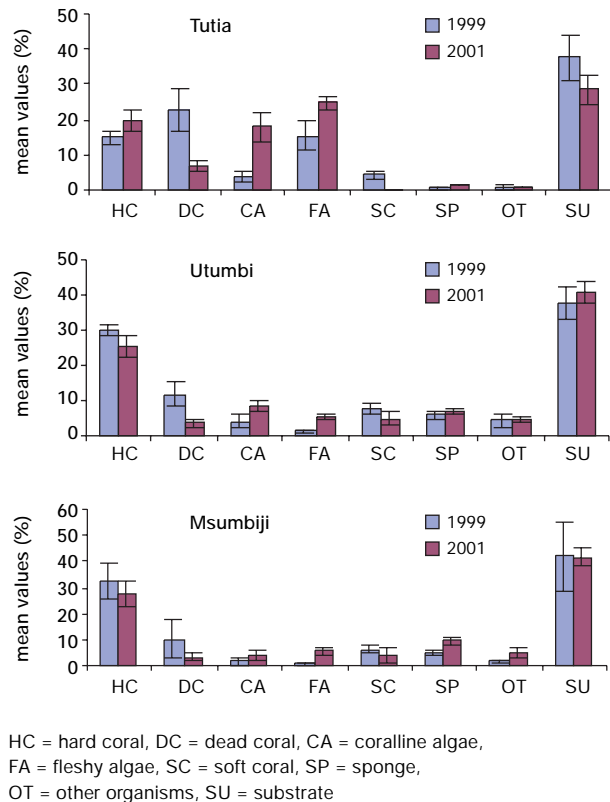 Tutia
1999
2001
mean values (%)
50
40
30
20
10
0
HC DC CA FA SC SP OT SU
Utumbi
1999
2001
mean values (%)
50
40
30
20
10
0
HC DC CA FA SC SP OT SU
Msumbiji
1999
2001
mean values (%)
60
50
40
30
20
10
0
HC DC CA FA SC SP OT SU
HC = hard coral, DC = dead coral, CA = coralline algae,
FA = fleshy algae, SC = soft coral, SP = sponge,
OT = other organisms, SU = substrate